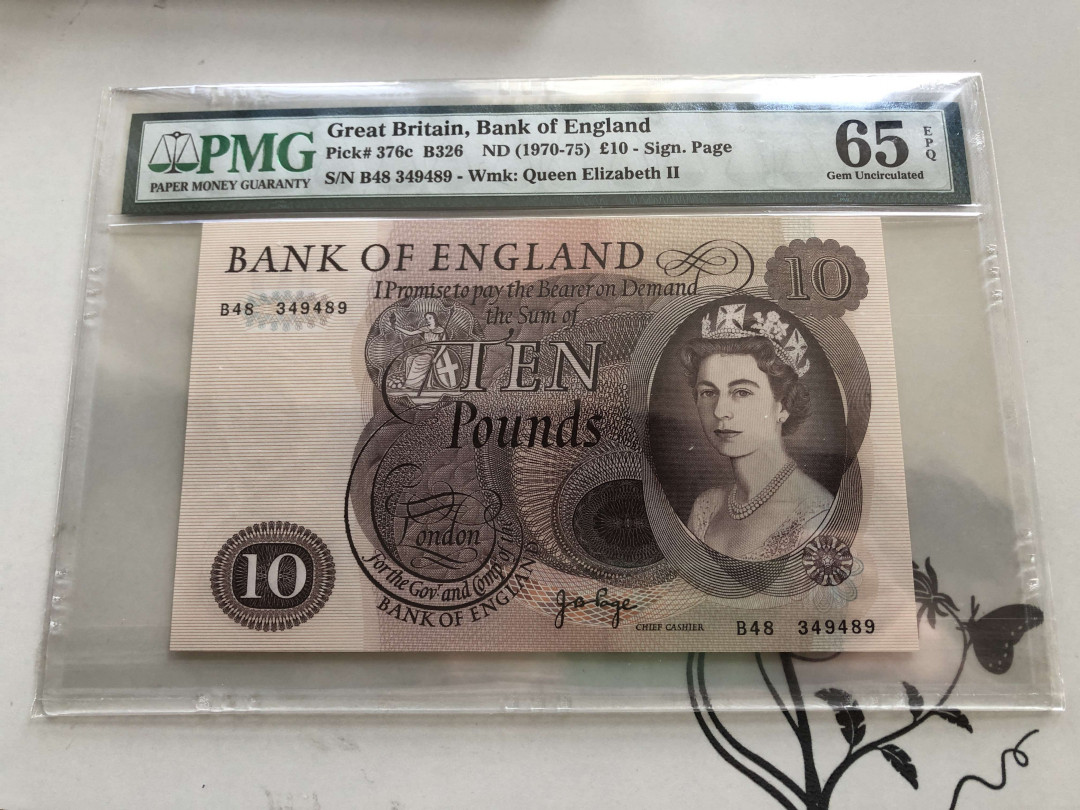 PMG
PAPER MONEY GUARANTY
Great Britain, Bank of England
Pick# 376c B326 ND (1970-75) £10 - Sign. Page
S/N B48 349489 - Wmk: Queen Elizabeth II
65 EPQ
Gem Uncirculated
BANK OF ENGLAND
10
I Promise to pay the Bearer on Demand
the Sum of
B48 349489
TEN
Pounds
London
For the Govr and Compa of the
BANK OF ENGLAND
10
J B Page
CHIEF CASHIER
B48 349489